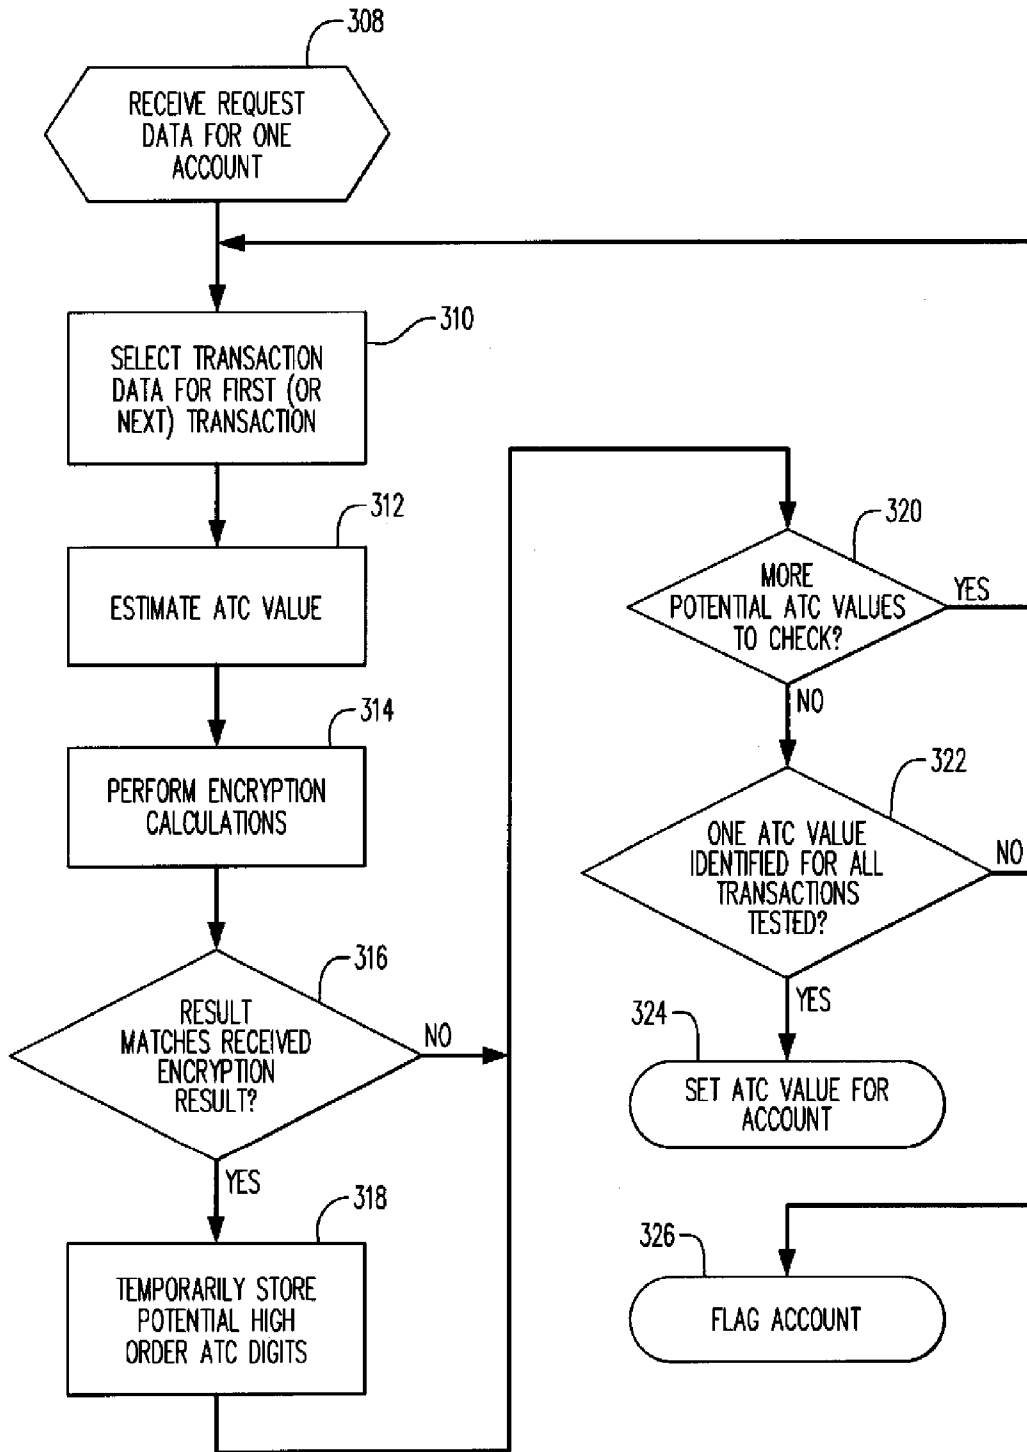 308
RECEIVE REQUEST
DATA FOR ONE
ACCOUNT
310
SELECT TRANSACTION
DATA FOR FIRST (OR
NEXT) TRANSACTION
312
ESTIMATE ATC VALUE
314
PERFORM ENCRYPTION
CALCULATIONS
316
RESULT
MATCHES RECEIVED
ENCRYPTION
RESULT?
NO
YES
318
TEMPORARILY STORE
POTENTIAL HIGH
ORDER ATC DIGITS
320
MORE
POTENTIAL ATC VALUES
TO CHECK?
YES
NO
322
ONE ATC VALUE
IDENTIFIED FOR ALL
TRANSACTIONS
TESTED?
NO
YES
324
SET ATC VALUE FOR
ACCOUNT
326
FLAG ACCOUNT